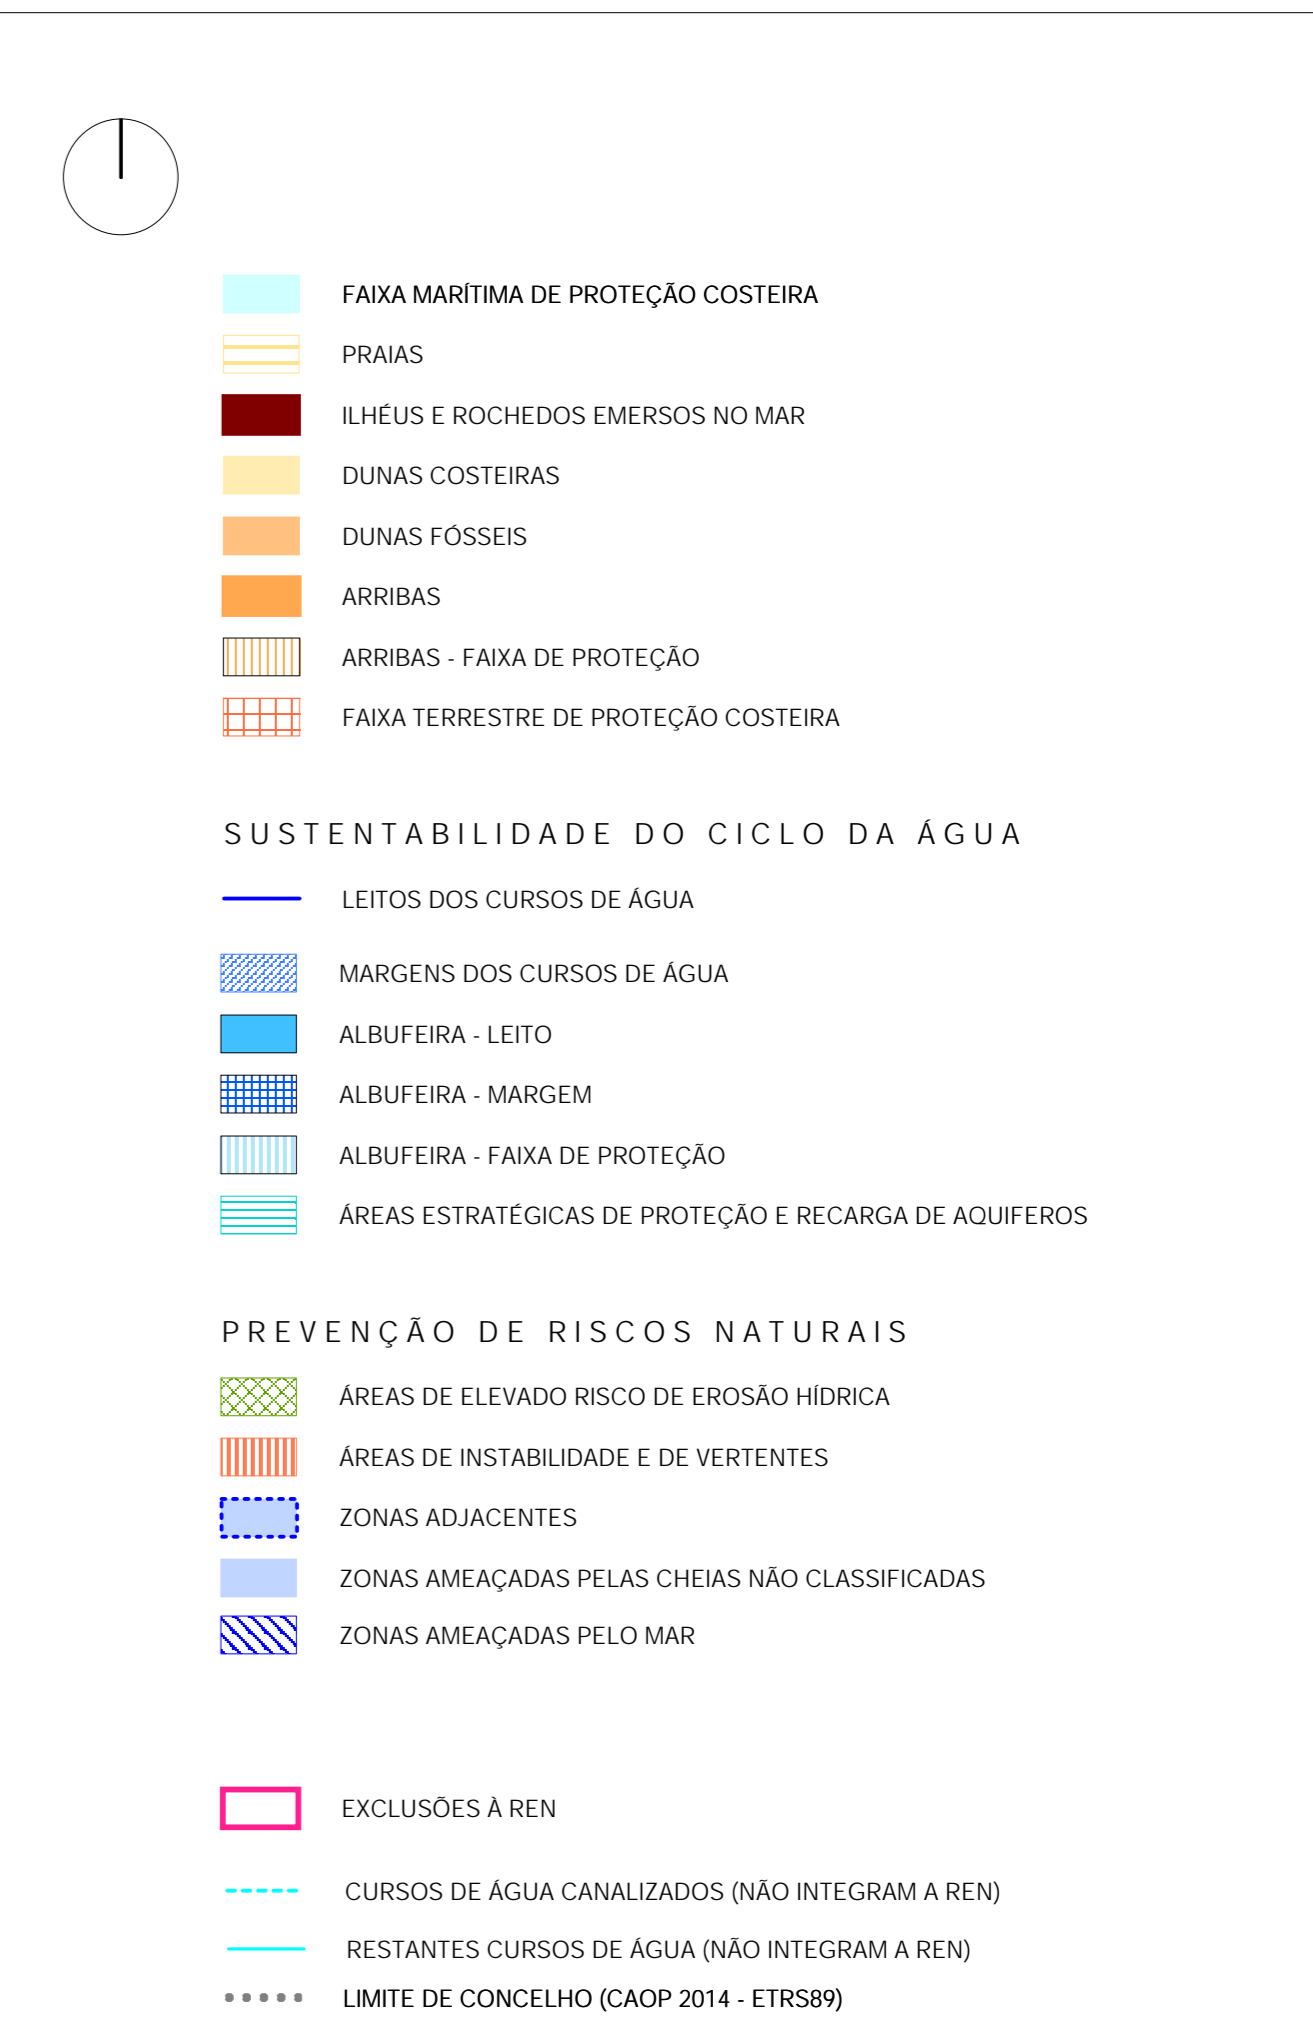 FAIXA MARÍTIMA DE PROTEÇÃO COSTEIRA
PRAIAS
ILHÉUS E ROCHEDOS EMERSOS NO MAR
DUNAS COSTEIRAS
DUNAS FÓSSEIS
ARRIBAS
ARRIBAS - FAIXA DE PROTEÇÃO
FAIXA TERRESTRE DE PROTEÇÃO COSTEIRA
SUSTENTABILIDADE DO CICLO DA ÁGUA
LEITOS DOS CURSOS DE ÁGUA
MARGENS DOS CURSOS DE ÁGUA
ALBUFEIRA - LEITO
ALBUFEIRA - MARGEM
ALBUFEIRA - FAIXA DE PROTEÇÃO
ÁREAS ESTRATÉGICAS DE PROTEÇÃO E RECARGA DE AQUIFEROS
PREVENÇÃO DE RISCOS NATURAIS
ÁREAS DE ELEVADO RISCO DE EROSÃO HÍDRICA
ÁREAS DE INSTABILIDADE E DE VERTENTES
ZONAS ADJACENTES
ZONAS AMEAÇADAS PELAS CHEIAS NÃO CLASSIFICADAS
ZONAS AMEAÇADAS PELO MAR
EXCLUSÕES À REN
CURSOS DE ÁGUA CANALIZADOS (NÃO INTEGRAM A REN)
RESTANTES CURSOS DE ÁGUA (NÃO INTEGRAM A REN)
LIMITE DE CONCELHO (CAOP 2014 - ETRS89)